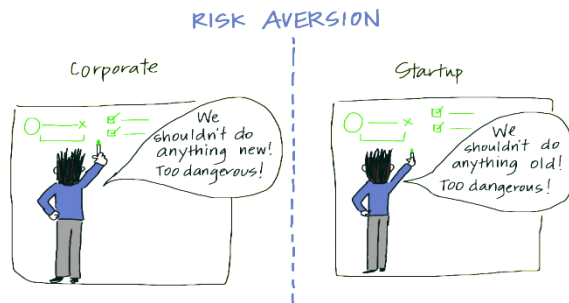 RISK AVERSION
Corporate
We
shouldn't do
anything new!
Too dangerous!
Startup
We
shouldn't do
anything old!
Too dangerous!